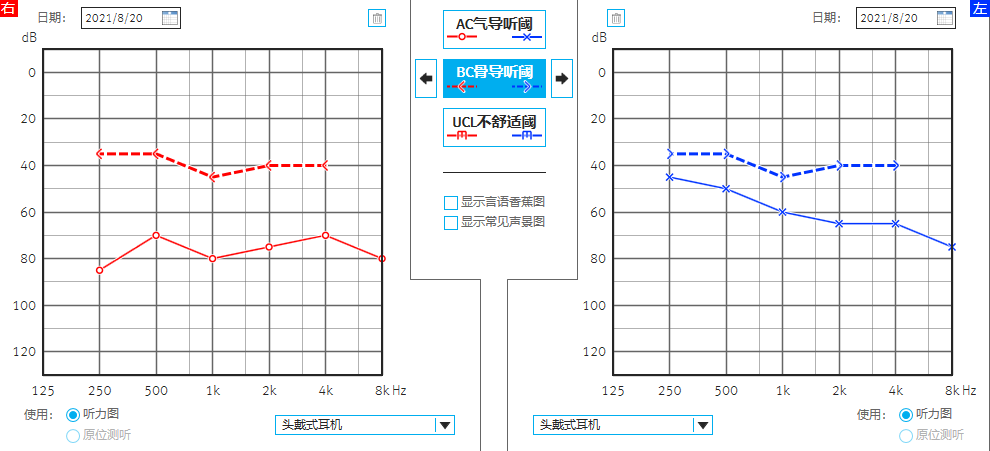 右
日期: 2021/8/20
dB
0
20
40
60
80
100
120
125 250 500 1k 2k 4k 8k Hz
使用: 听力图
原位测听
头戴式耳机
AC气导听阈
BC骨导听阈
UCL不舒适阈
显示言语香蕉图
显示常见声景图
左
日期: 2021/8/20
dB
0
20
40
60
80
100
120
125 250 500 1k 2k 4k 8k Hz
使用: 听力图
原位测听
头戴式耳机